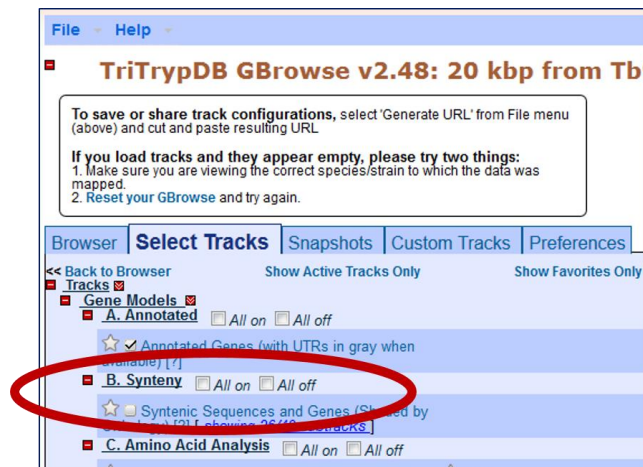 File Help
TriTrypDB GBrowse v2.48: 20 kbp from Tb
To save or share track configurations, select 'Generate URL' from File menu
(above) and cut and paste resulting URL
If you load tracks and they appear empty, please try two things:
1. Make sure you are viewing the correct species/strain to which the data was
mapped.
2. Reset your GBrowse and try again.
Browser Select Tracks Snapshots Custom Tracks Preferences
<< Back to Browser Show Active Tracks Only Show Favorites Only
Tracks
Gene Models
A. Annotated All on All off
Annotated Genes (with UTRs in gray when
available) [?]
B. Synteny All on All off
Syntenic Sequences and Genes (Shaded by
[?] [ showing 26/40 subtracks ]
C. Amino Acid Analysis All on All off